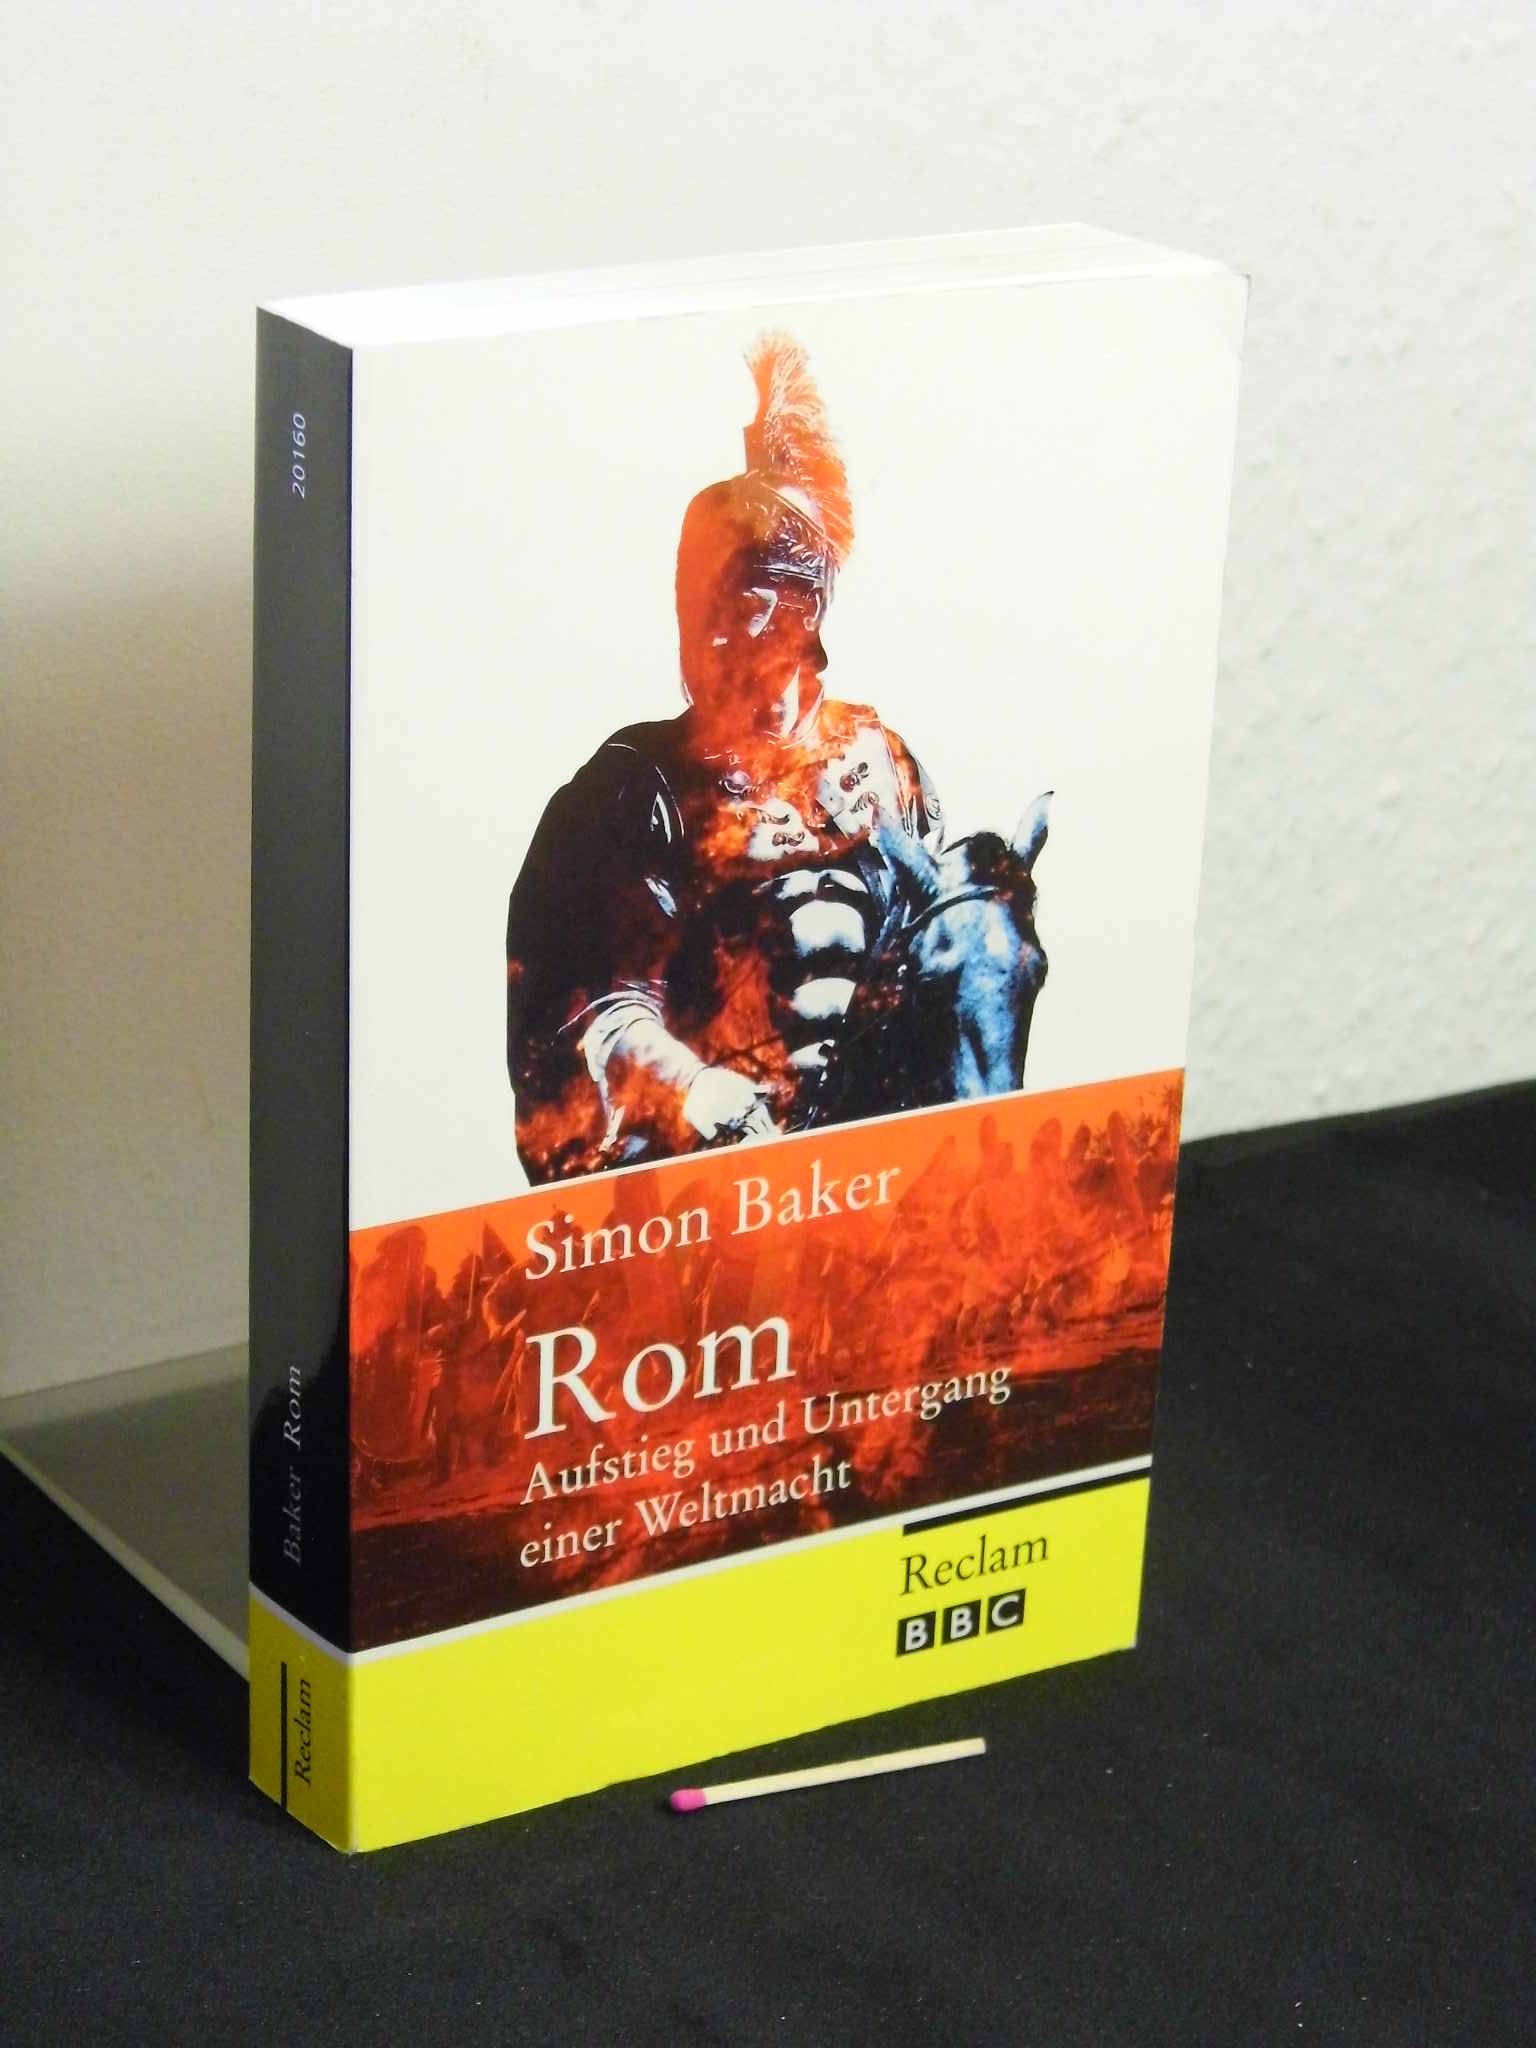 20160
Baker Rom
Reclam
Simon Baker
Rom
Aufstieg und Untergang
einer Weltmacht
Reclam
BBC